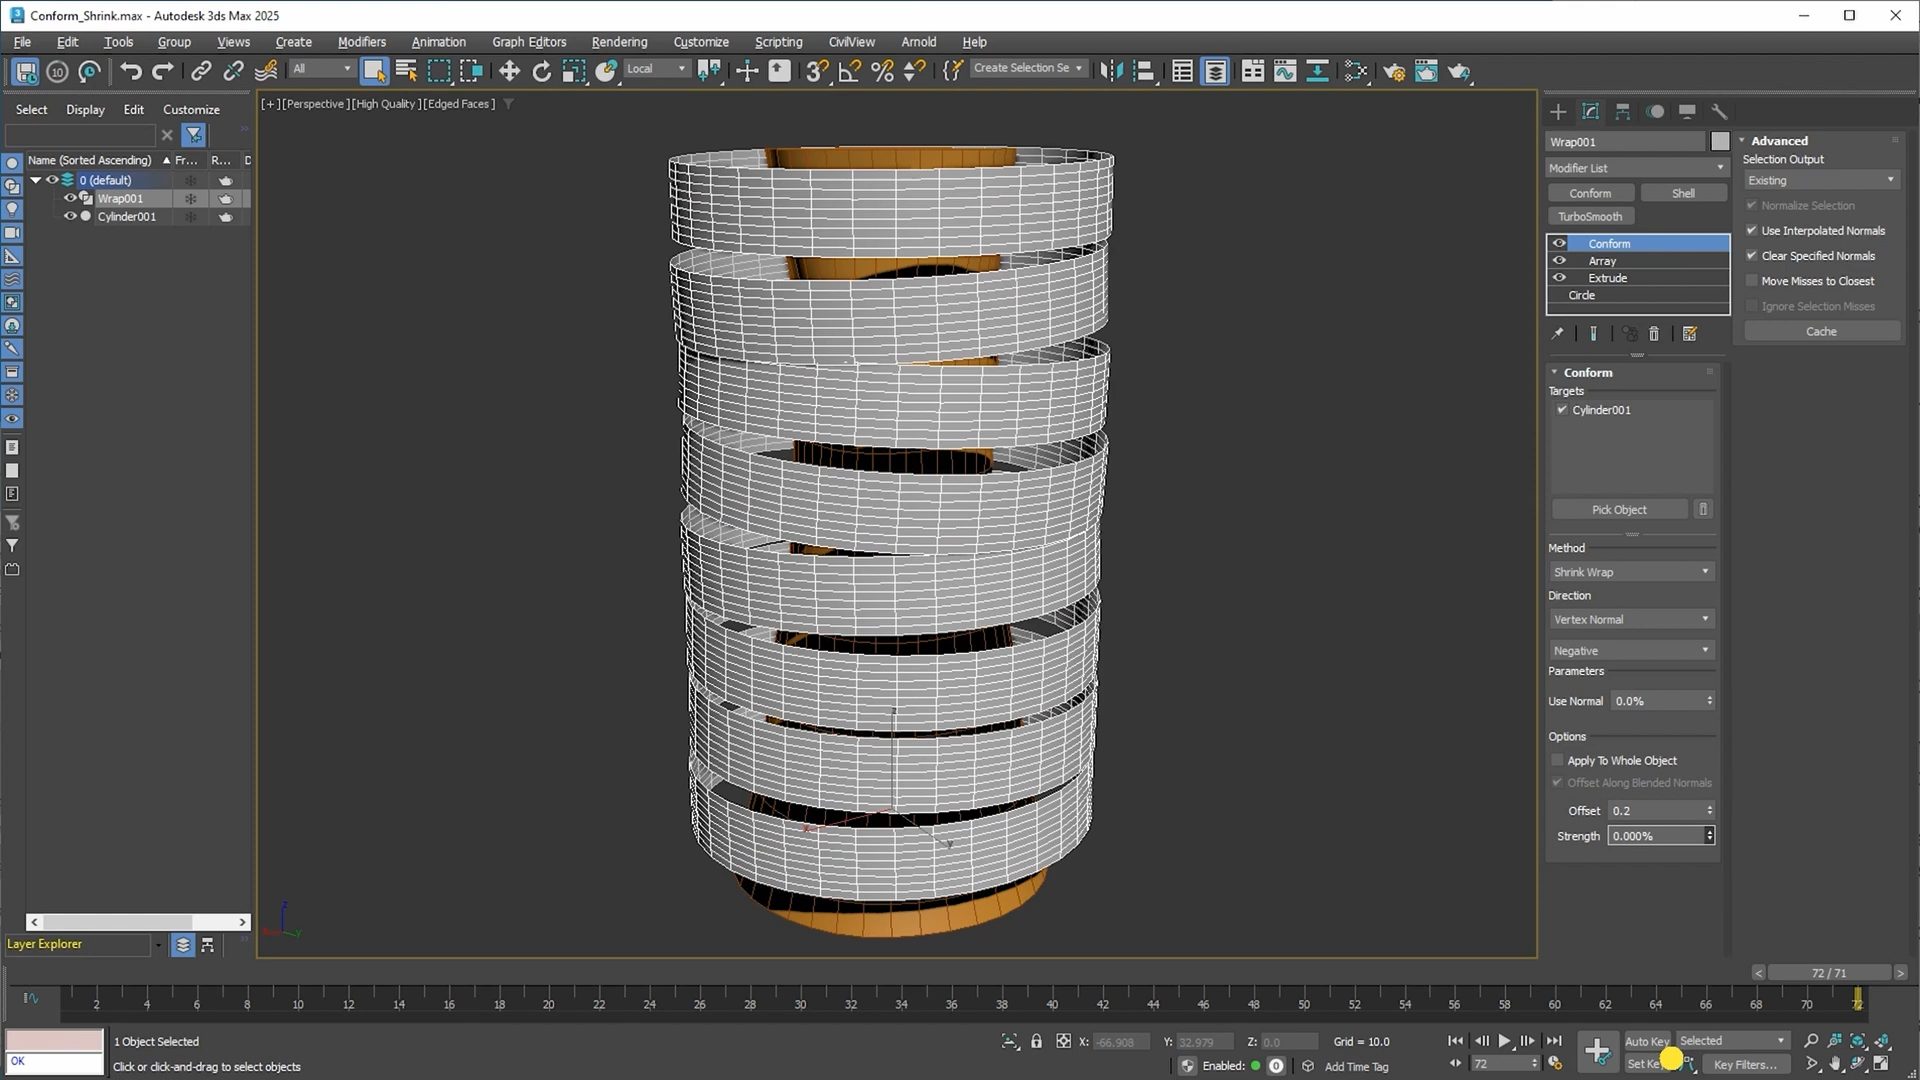 Conform_Shrink.max - Autodesk 3ds Max 2025
File Edit Tools Group Views Create Modifiers Animation Graph Editors Rendering Customize Scripting CivilView Arnold Help
10 All Local Create Selection Se
Select Display Edit Customize
[+][Perspective][High Quality][Edged Faces]
Name (Sorted Ascending) Fr... R... D
0 (default)
Wrap001
Cylinder001
Wrap001
Modifier List
Conform Shell
TurboSmooth
Conform
Array
Extrude
Circle
Conform
Targets
Cylinder001
Pick Object
Method
Shrink Wrap
Direction
Vertex Normal
Negative
Parameters
Use Normal 0.0%
Options
Apply To Whole Object
Offset Along Blended Normals
Offset 0.2
Strength 0.000%
Advanced
Selection Output
Existing
Normalize Selection
Use Interpolated Normals
Clear Specified Normals
Move Misses to Closest
Ignore Selection Misses
Cache
z
x
y
z
y
Layer Explorer
< 72 / 71 >
2 4 6 8 10 12 14 16 18 20 22 24 26 28 30 32 34 36 38 40 42 44 46 48 50 52 54 56 58 60 62 64 66 68 70 72
OK
1 Object Selected
Click or click-and-drag to select objects
X: -66.908 Y: 32.979 Z: 0.0 Grid = 10.0
Enabled: 0 Add Time Tag
72
Auto Key Selected
Set Key Key Filters...